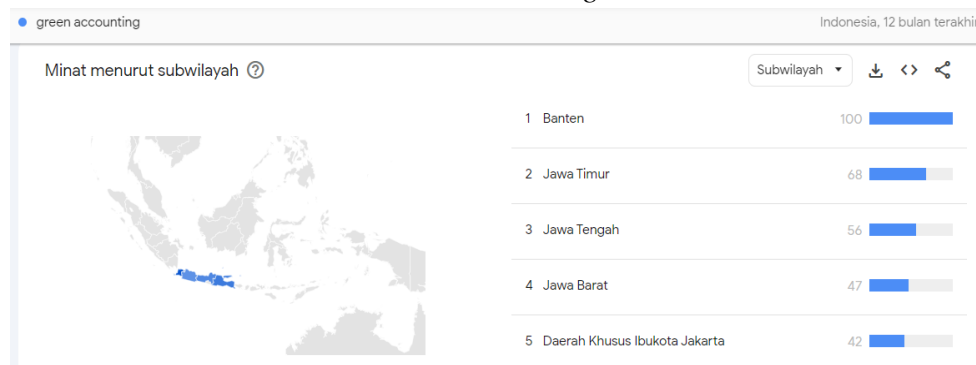 green accounting
Indonesia, 12 bulan terakhir
Minat menurut subwilayah
Subwilayah
1 Banten 100
2 Jawa Timur 68
3 Jawa Tengah 56
4 Jawa Barat 47
5 Daerah Khusus Ibukota Jakarta 42